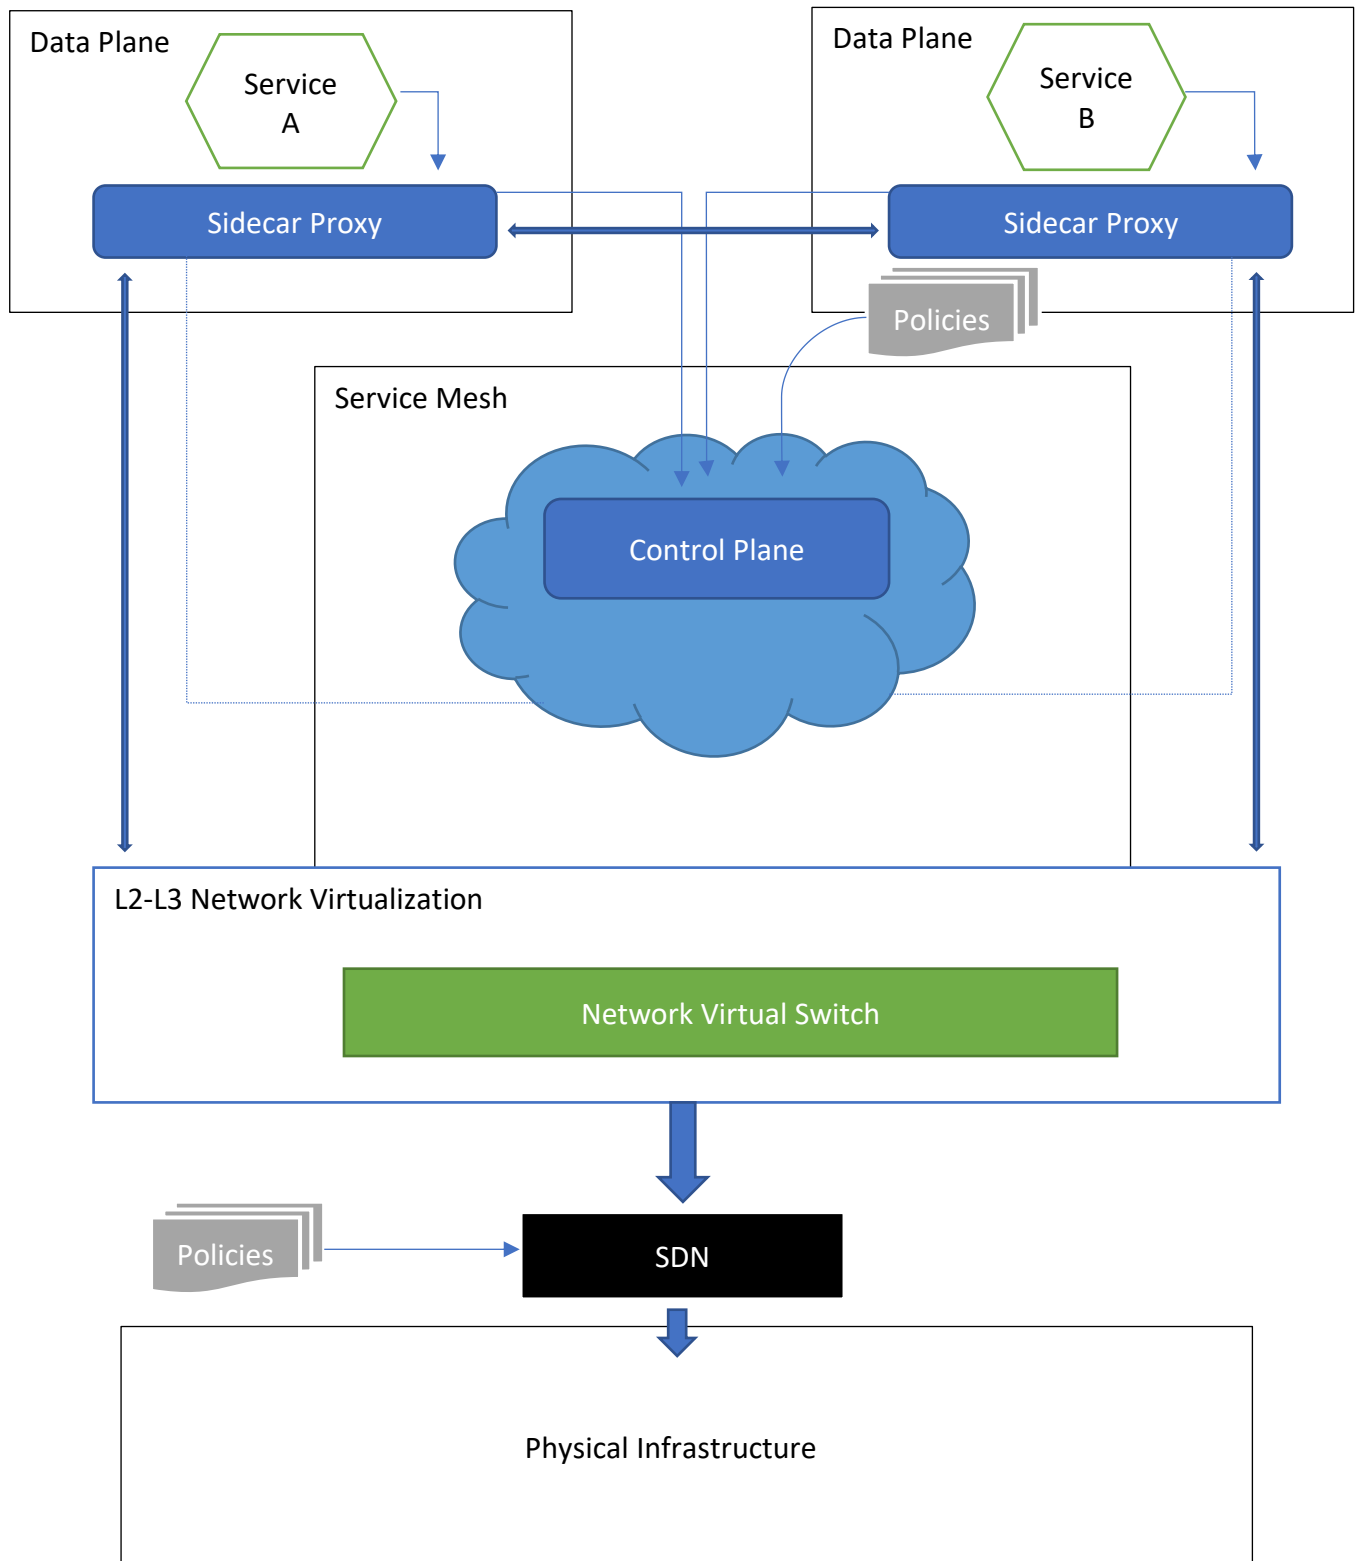 Data Plane
Service
A
Sidecar Proxy
Data Plane
Service
B
Sidecar Proxy
Policies
Service Mesh
Control Plane
L2-L3 Network Virtualization
Network Virtual Switch
Policies
SDN
Physical Infrastructure